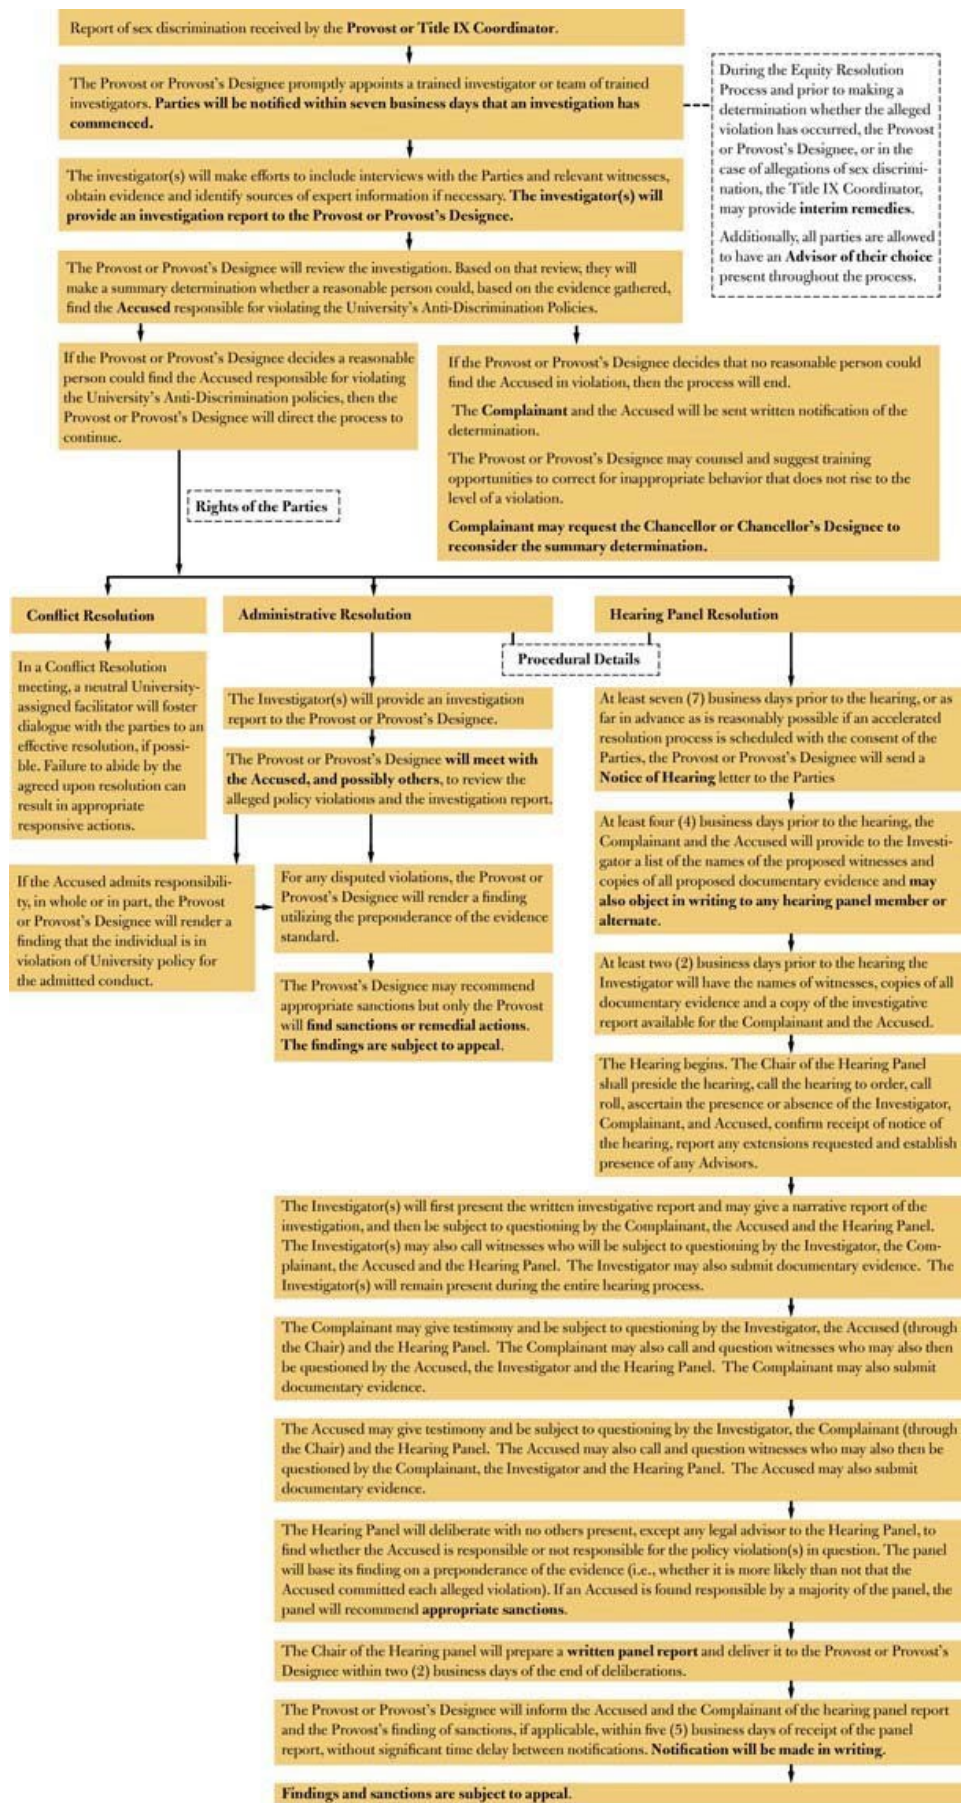 Report of sex discrimination received by the Provost or Title IX Coordinator.
The Provost or Provost's Designee promptly appoints a trained investigator or team of trained
investigators. Parties will be notified within seven business days that an investigation has
commenced.
During the Equity Resolution
Process and prior to making a
determination whether the alleged
violation has occurred, the Provost
or Provost's Designee, or in the
case of allegations of sex discrimi-
nation, the Title IX Coordinator,
may provide interim remedies.
Additionally, all parties are allowed
to have an Advisor of their choice
present throughout the process.
The investigator(s) will make efforts to include interviews with the Parties and relevant witnesses,
obtain evidence and identify sources of expert information if necessary. The investigator(s) will
provide an investigation report to the Provost or Provost's Designee.
The Provost or Provost's Designee will review the investigation. Based on that review, they will
make a summary determination whether a reasonable person could, based on the evidence gathered,
find the Accused responsible for violating the University's Anti-Discrimination Policies.
If the Provost or Provost's Designee decides a reasonable
person could find the Accused responsible for violating
the University's Anti-Discrimination policies, then the
Provost or Provost's Designee will direct the process to
continue.
If the Provost or Provost's Designee decides that no reasonable person could
find the Accused in violation, then the process will end.
The Complainant and the Accused will be sent written notification of the
determination.
The Provost or Provost's Designee may counsel and suggest training
opportunities to correct for inappropriate behavior that does not rise to the
level of a violation.
Complainant may request the Chancellor or Chancellor's Designee to
reconsider the summary determination.
Rights of the Parties
Conflict Resolution
In a Conflict Resolution
meeting, a neutral University-
assigned facilitator will foster
dialogue with the parties to an
effective resolution, if possi-
ble. Failure to abide by the
agreed upon resolution can
result in appropriate
responsive actions.
Administrative Resolution
Procedural Details
The Investigator(s) will provide an investigation
report to the Provost or Provost's Designee.
The Provost or Provost's Designee will meet with
the Accused, and possibly others, to review the
alleged policy violations and the investigation report.
If the Accused admits responsibili-
ty, in whole or in part, the Provost
or Provost's Designee will render a
finding that the individual is in
violation of University policy for
the admitted conduct.
For any disputed violations, the Provost or
Provost's Designee will render a finding
utilizing the preponderance of the evidence
standard.
The Provost's Designee may recommend
appropriate sanctions but only the Provost
will find sanctions or remedial actions.
The findings are subject to appeal.
Hearing Panel Resolution
At least seven (7) business days prior to the hearing, or as
far in advance as is reasonably possible if an accelerated
resolution process is scheduled with the consent of the
Parties, the Provost or Provost's Designee will send a
Notice of Hearing letter to the Parties
At least four (4) business days prior to the hearing, the
Complainant and the Accused will provide to the Investi-
gator a list of the names of the proposed witnesses and
copies of all proposed documentary evidence and may
also object in writing to any hearing panel member or
alternate.
At least two (2) business days prior to the hearing the
Investigator will have the names of witnesses, copies of all
documentary evidence and a copy of the investigative
report available for the Complainant and the Accused.
The Hearing begins. The Chair of the Hearing Panel
shall preside the hearing, call the hearing to order, call
roll, ascertain the presence or absence of the Investigator,
Complainant, and Accused, confirm receipt of notice of
the hearing, report any extensions requested and establish
presence of any Advisors.
The Investigator(s) will first present the written investigative report and may give a narrative report of the
investigation, and then be subject to questioning by the Complainant, the Accused and the Hearing Panel.
The Investigator(s) may also call witnesses who will be subject to questioning by the Investigator, the Com-
plainant, the Accused and the Hearing Panel. The Investigator may also submit documentary evidence. The
Investigator(s) will remain present during the entire hearing process.
The Complainant may give testimony and be subject to questioning by the Investigator, the Accused (through
the Chair) and the Hearing Panel. The Complainant may also call and question witnesses who may also then
be questioned by the Accused, the Investigator and the Hearing Panel. The Complainant may also submit
documentary evidence.
The Accused may give testimony and be subject to questioning by the Investigator, the Complainant (through
the Chair) and the Hearing Panel. The Accused may also call and question witnesses who may also then be
questioned by the Complainant, the Investigator and the Hearing Panel. The Accused may also submit
documentary evidence.
The Hearing Panel will deliberate with no others present, except any legal advisor to the Hearing Panel, to
find whether the Accused is responsible or not responsible for the policy violation(s) in question. The panel
will base its finding on a preponderance of the evidence (i.e., whether it is more likely than not that the
Accused committed each alleged violation). If an Accused is found responsible by a majority of the panel, the
panel will recommend appropriate sanctions.
The Chair of the Hearing panel will prepare a written panel report and deliver it to the Provost or Provost's
Designee within two (2) business days of the end of deliberations.
The Provost or Provost's Designee will inform the Accused and the Complainant of the hearing panel report
and the Provost's finding of sanctions, if applicable, within five (5) business days of receipt of the panel
report, without significant time delay between notifications. Notification will be made in writing.
Findings and sanctions are subject to appeal.